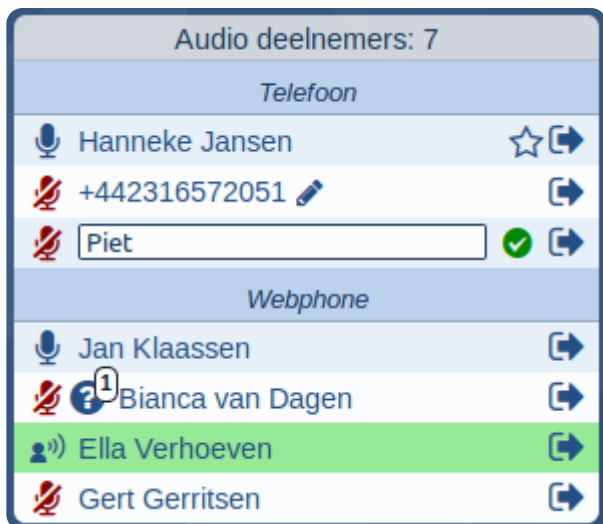 Audio deelnemers: 7
Telefoon
Hanneke Jansen
+442316572051
Piet
Webphone
Jan Klaassen
? 1 Bianca van Dagen
Ella Verhoeven
Gert Gerritsen